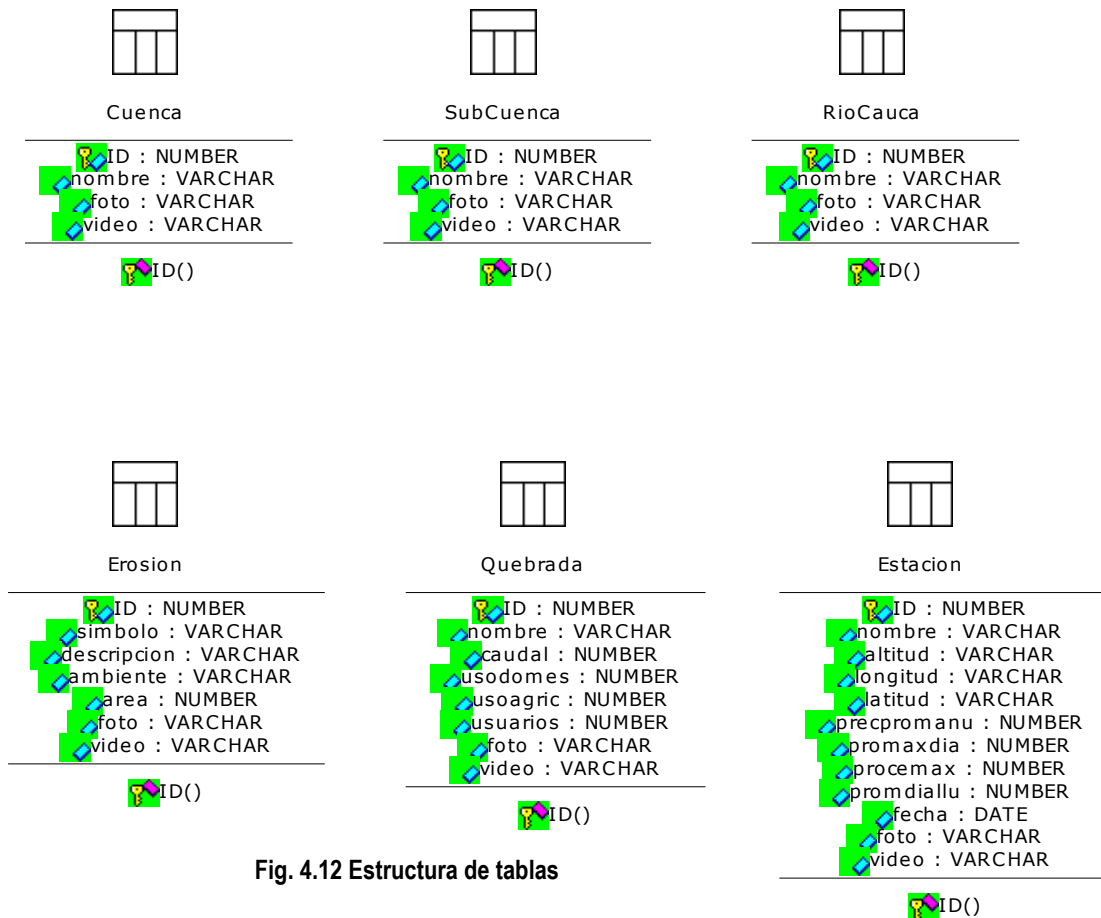 Cuenca
ID : NUMBER
nombre : VARCHAR
foto : VARCHAR
video : VARCHAR
ID()
SubCuenca
ID : NUMBER
nombre : VARCHAR
foto : VARCHAR
video : VARCHAR
ID()
RioCauca
ID : NUMBER
nombre : VARCHAR
foto : VARCHAR
video : VARCHAR
ID()
Erosion
ID : NUMBER
simbolo : VARCHAR
descripcion : VARCHAR
ambiente : VARCHAR
area : NUMBER
foto : VARCHAR
video : VARCHAR
ID()
Quebrada
ID : NUMBER
nombre : VARCHAR
caudal : NUMBER
usodomes : NUMBER
usoagric : NUMBER
usuarios : NUMBER
foto : VARCHAR
video : VARCHAR
ID()
Estacion
ID : NUMBER
nombre : VARCHAR
altitud : VARCHAR
longitud : VARCHAR
latitud : VARCHAR
precpromanu : NUMBER
promaxdia : NUMBER
procemax : NUMBER
promdiallu : NUMBER
fecha : DATE
foto : VARCHAR
video : VARCHAR
ID()
Fig. 4.12 Estructura de tablas